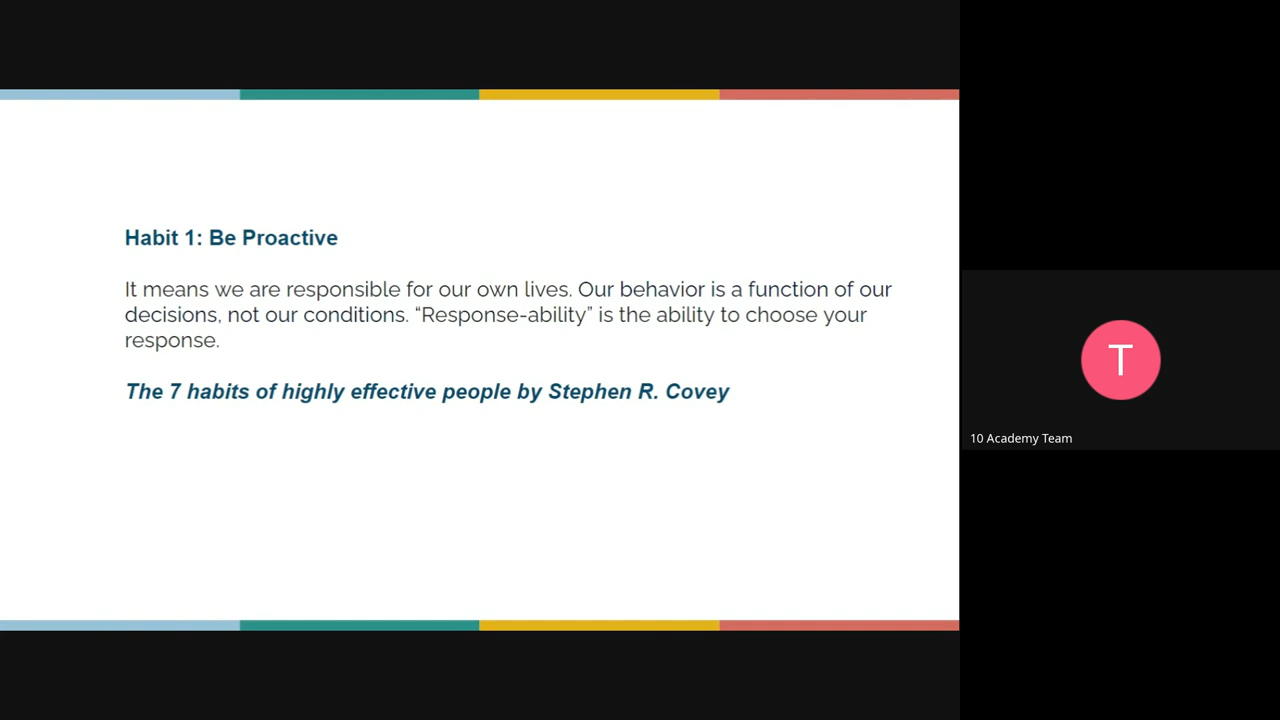 Habit 1: Be Proactive
It means we are responsible for our own lives. Our behavior is a function of our
decisions, not our conditions. “Response-ability” is the ability to choose your
response.
The 7 habits of highly effective people by Stephen R. Covey
T
10 Academy Team